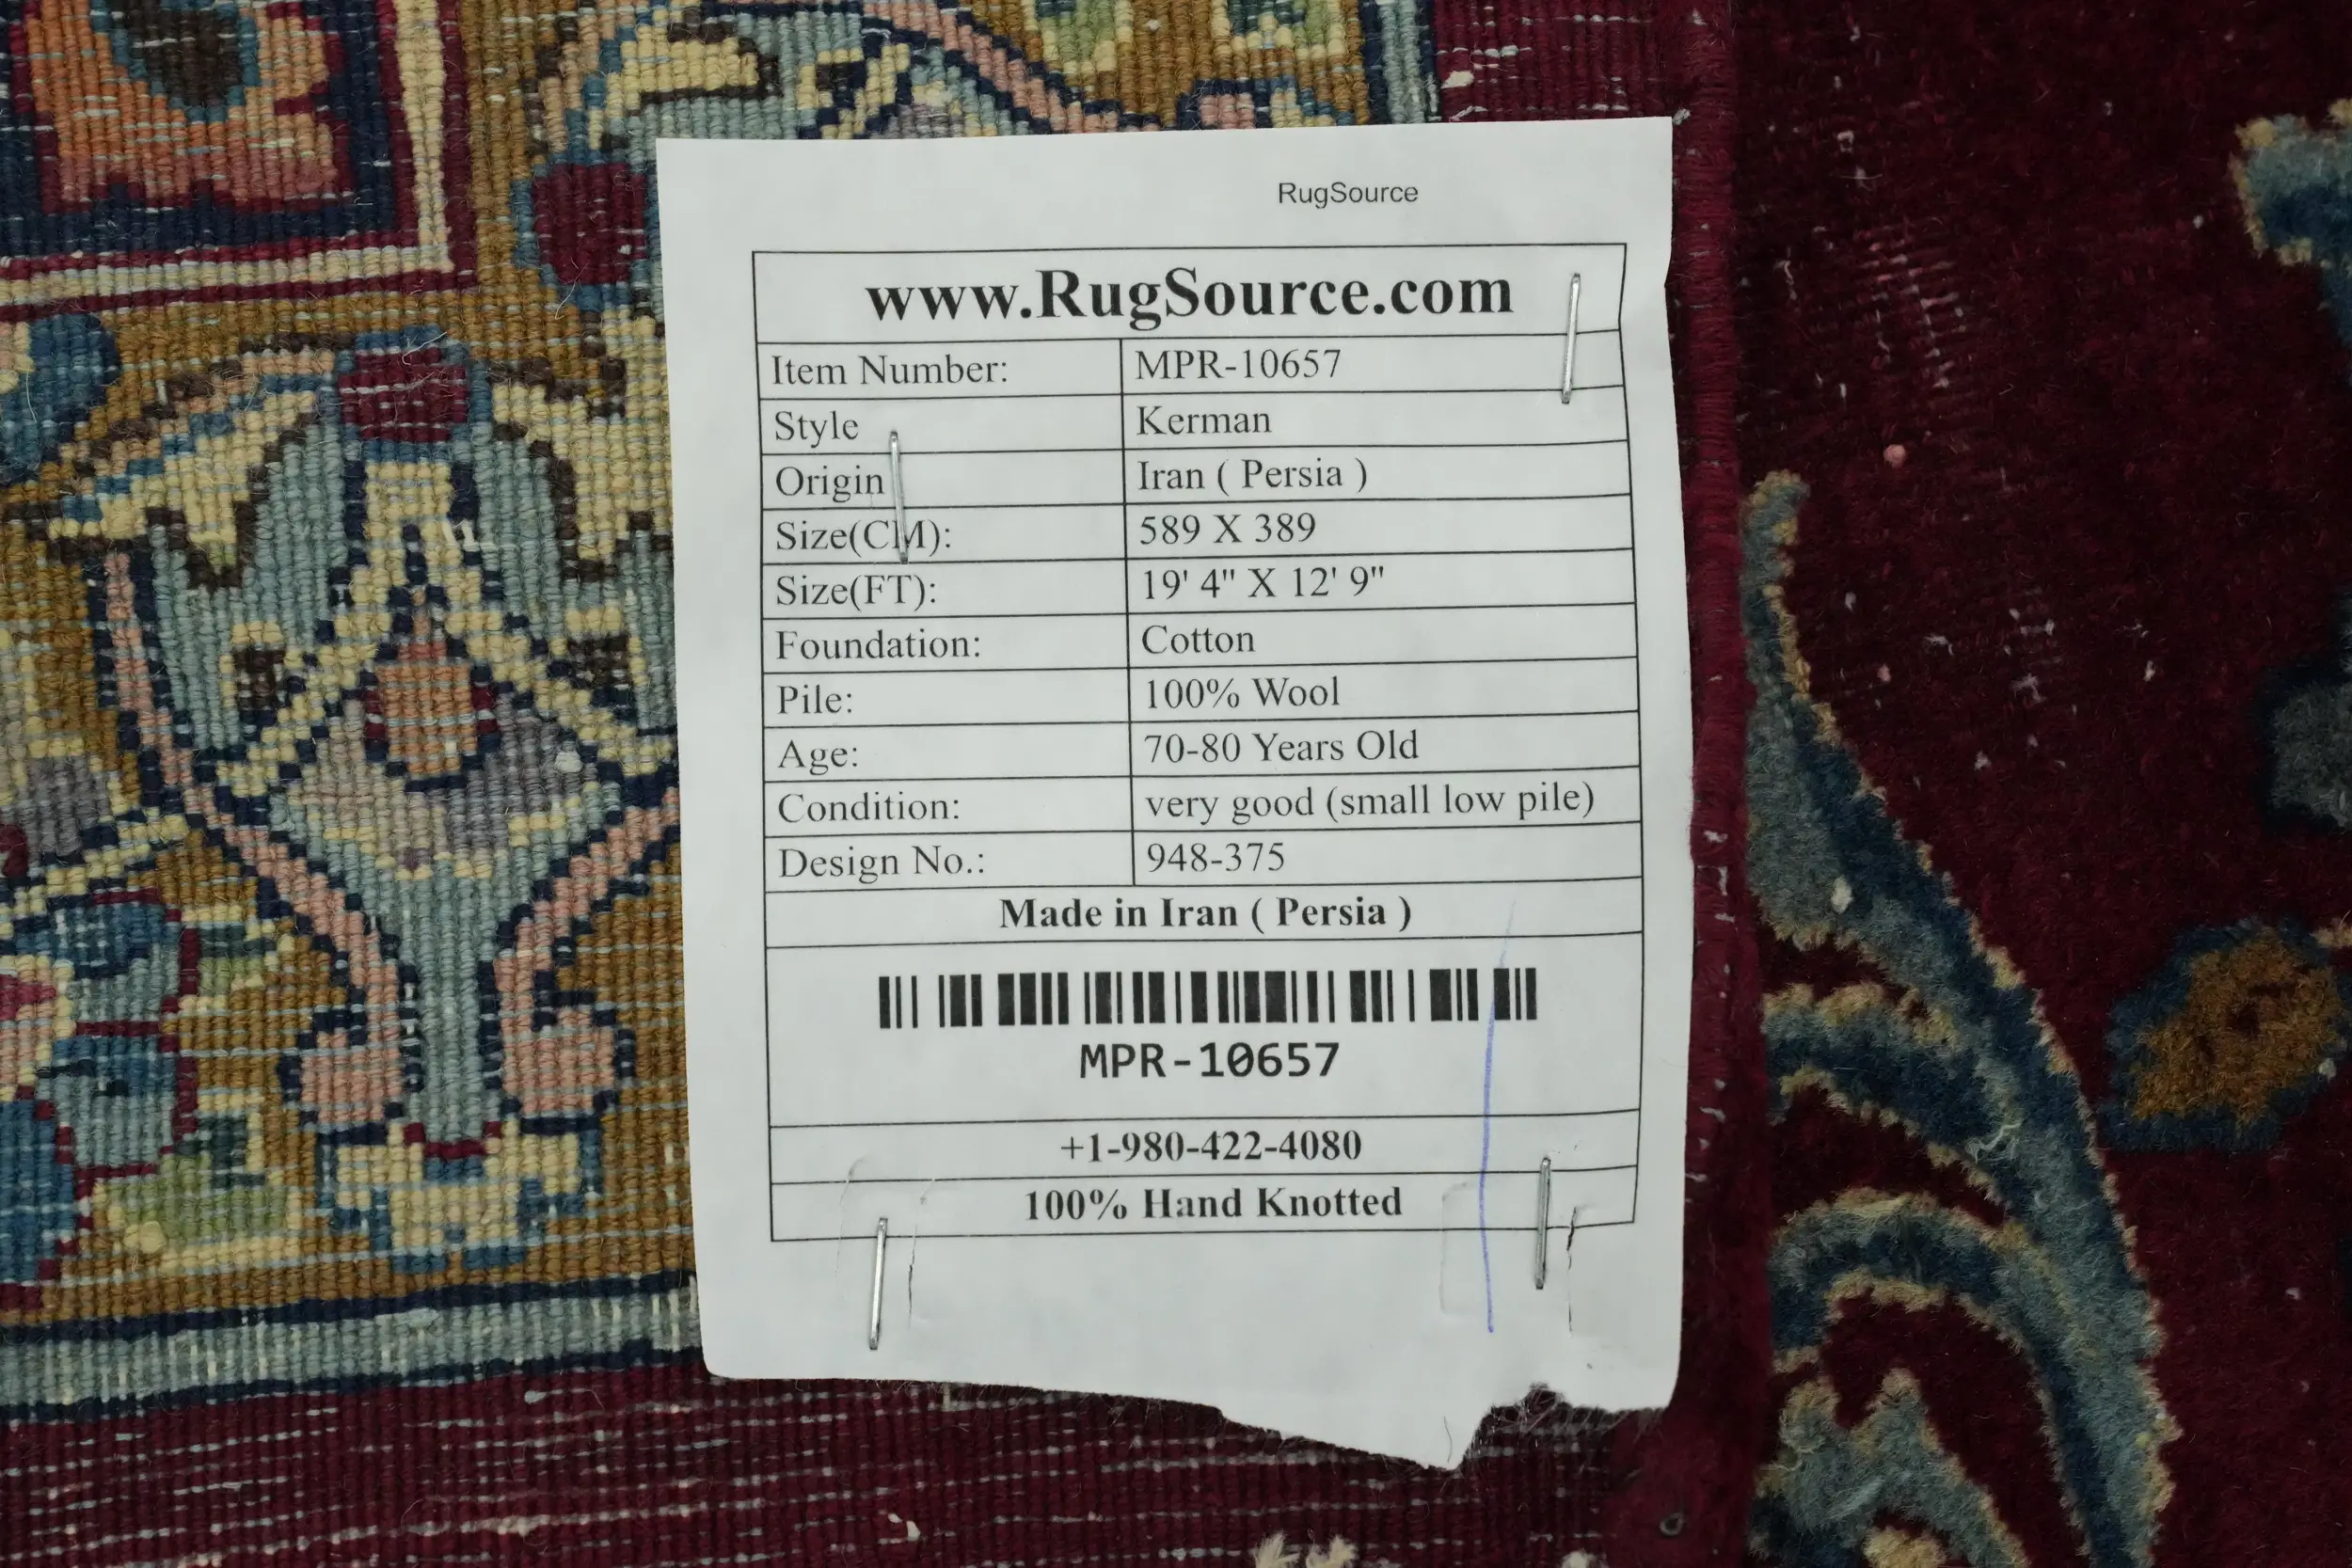 RugSource
www.RugSource.com
Item Number: MPR-10657
Style Kerman
Origin Iran ( Persia )
Size(CM): 589 X 389
Size(FT): 19' 4" X 12' 9"
Foundation: Cotton
Pile: 100% Wool
Age: 70-80 Years Old
Condition: very good (small low pile)
Design No.: 948-375
Made in Iran ( Persia )
MPR-10657
+1-980-422-4080
100% Hand Knotted